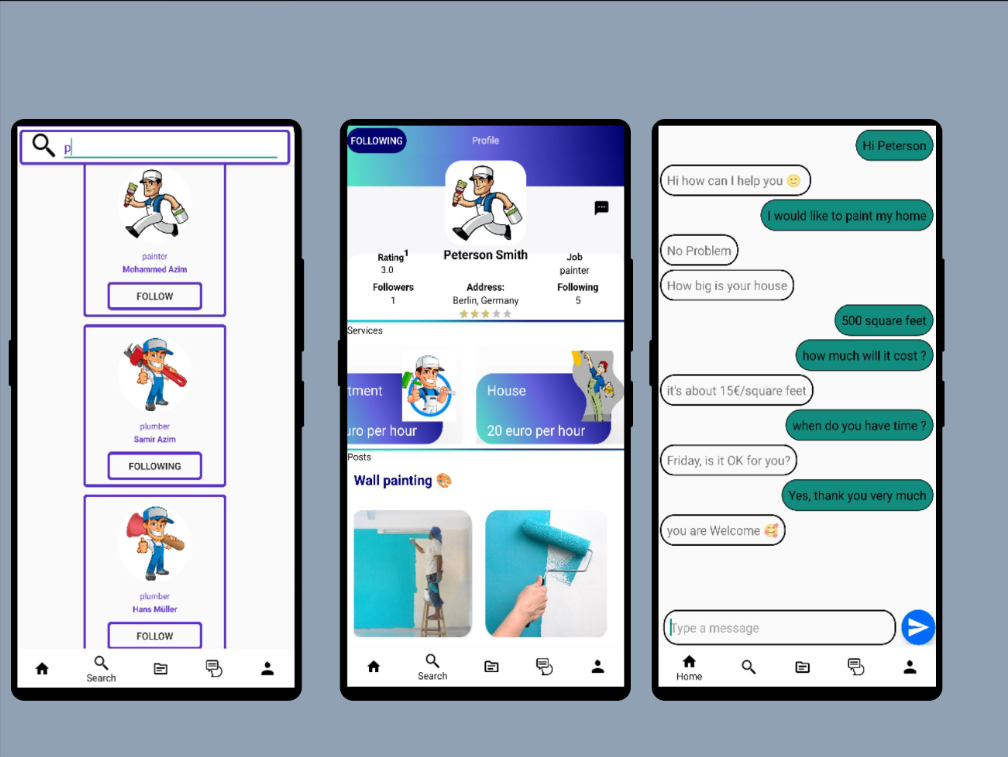 p
painter
Mohammed Azim
FOLLOW
plumber
Samir Azim
FOLLOWING
plumber
Hans Müller
FOLLOW
Search
FOLLOWING
Profile
Peterson Smith
Rating1
3.0
Job
painter
Followers
1
Address:
Berlin, Germany
Following
5
Services
tment
uro per hour
House
20 euro per hour
Posts
Wall painting 🎨
Search
Hi Peterson
Hi how can I help you 🙂
I would like to paint my home
No Problem
How big is your house
500 square feet
how much will it cost ?
it's about 15€/square feet
when do you have time ?
Friday, is it OK for you?
Yes, thank you very much
you are Welcome 🥰
Type a message
Home